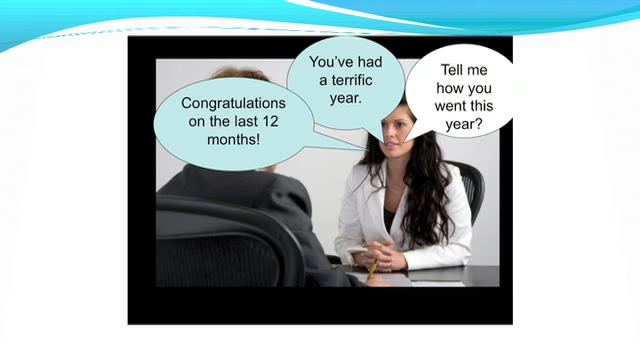 Congratulations
on the last 12
months!
You've had
a terrific
year.
Tell me
how you
went this
year?